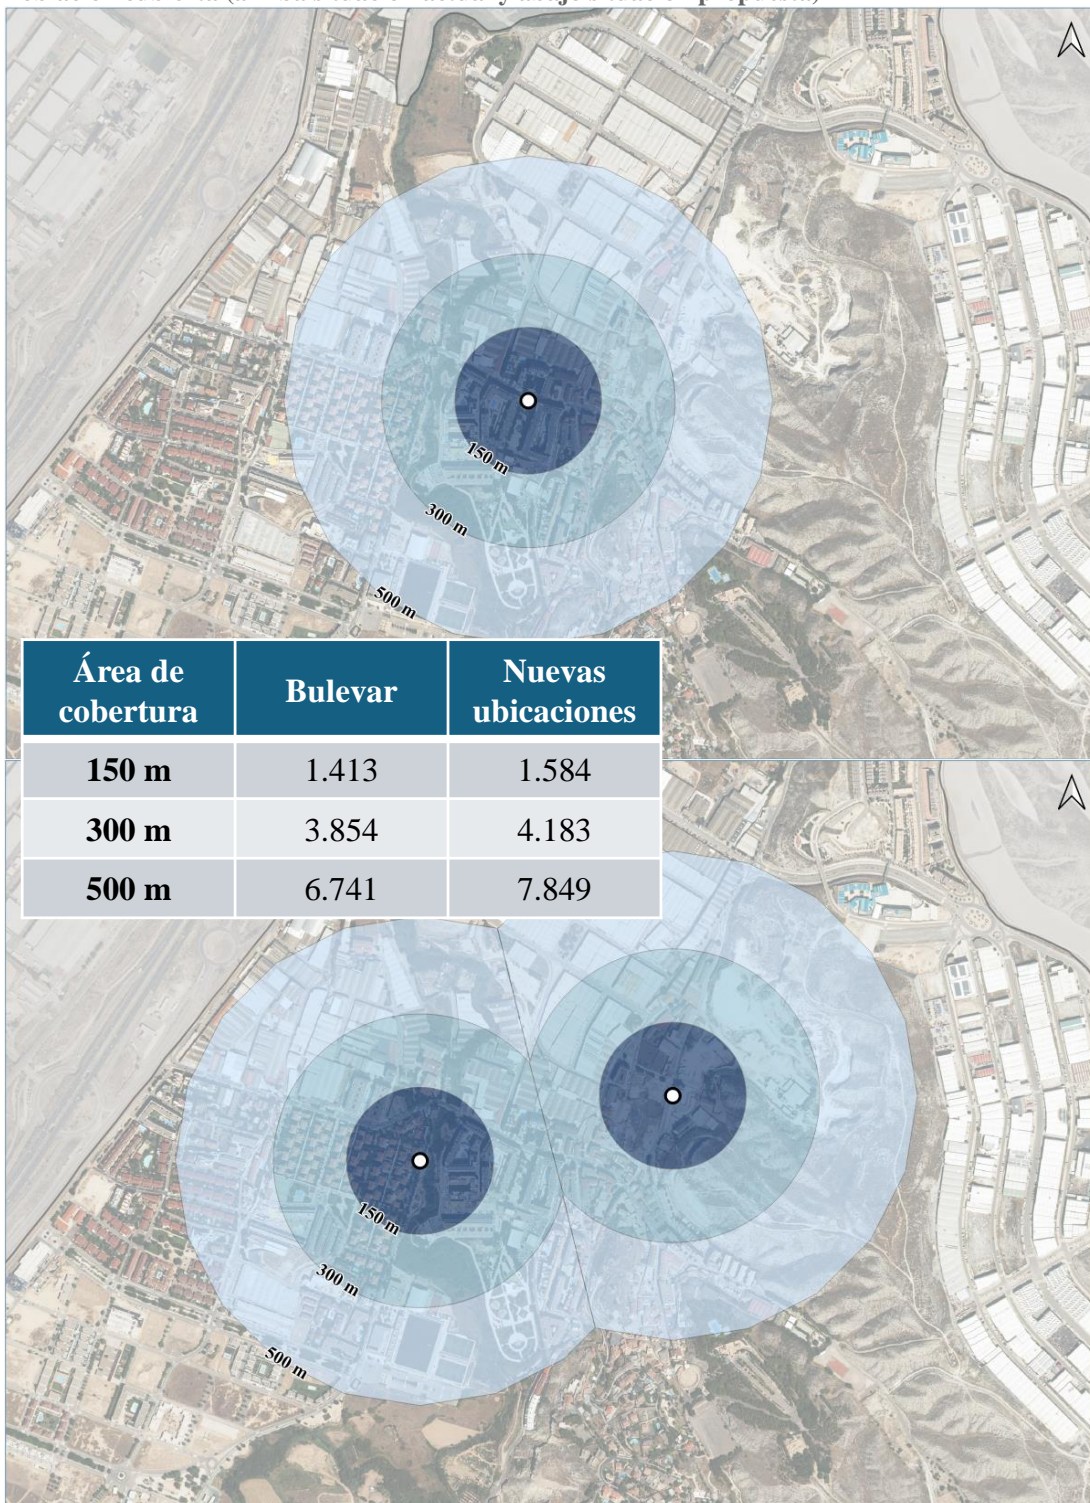 150 m
300 m
500 m
Área de cobertura | Bulevar | Nuevas ubicaciones
150 m | 1.413 | 1.584
300 m | 3.854 | 4.183
500 m | 6.741 | 7.849
150 m
300 m
500 m